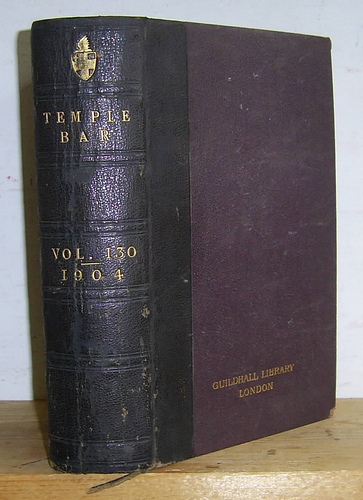 TEMPLE
BAR
VOL. 130
1904
GUILDHALL LIBRARY
LONDON